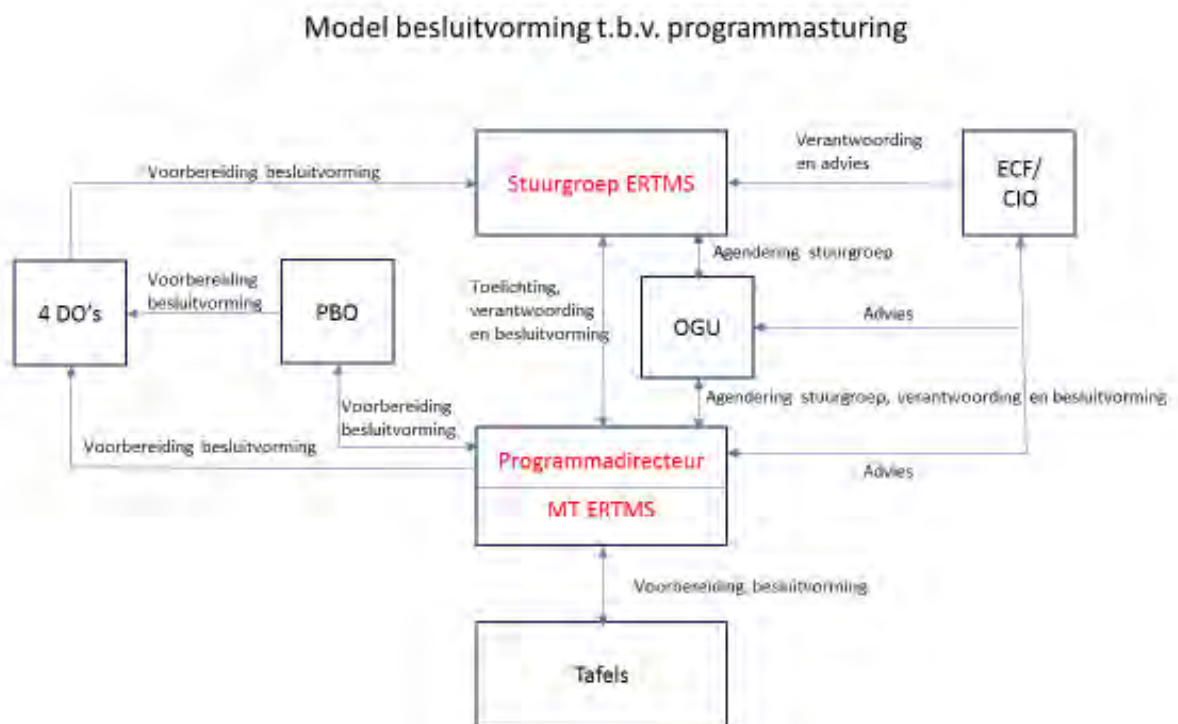 Model besluitvorming t.b.v. programmasturing
Verantwoording
en advies
ECF/
CIO
Voorbereiding besluitvorming
Stuurgroep ERTMS
Agendering stuurgroep
Voorbereiding
besluitvorming
Toelichting,
verantwoording
en besluitvorming
4 DO's
PBO
OGU
Advies
Agendering stuurgroep, verantwoording en besluitvorming
Voorbereiding
besluitvorming
Voorbereiding besluitvorming
Programmadirecteur
Advies
MT ERTMS
Voorbereiding besluitvorming
Tafels